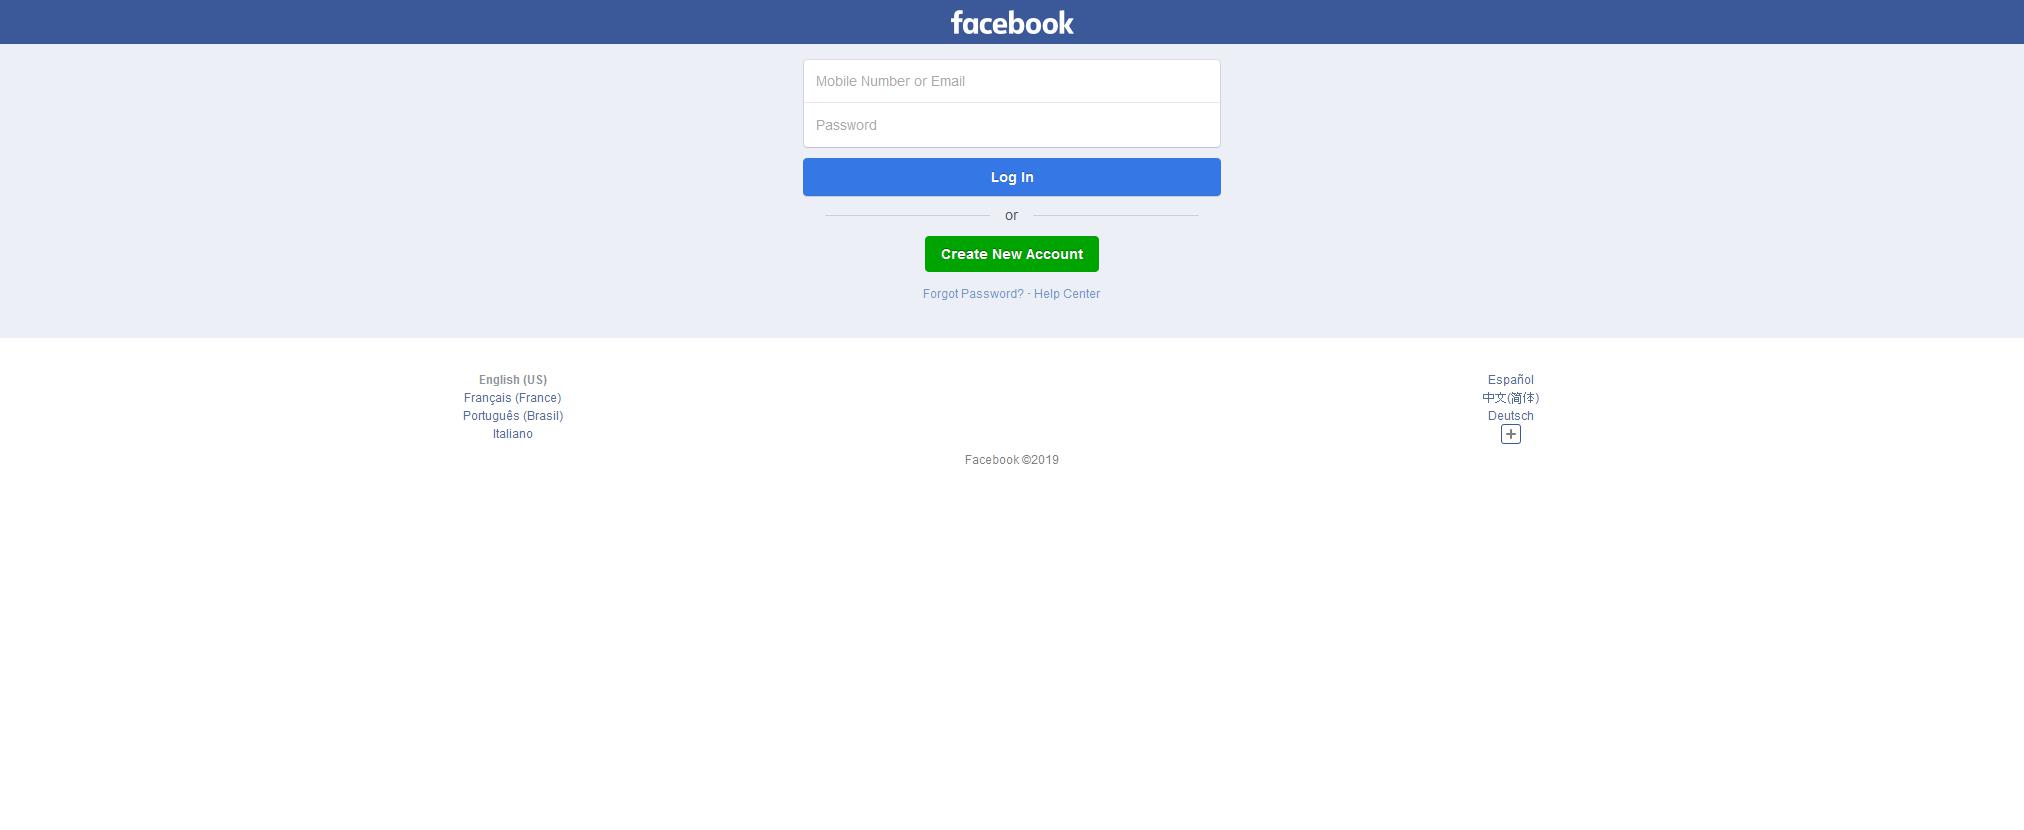 facebook
Mobile Number or Email
Password
Log In
or
Create New Account
Forgot Password? · Help Center
English (US)
Español
Français (France)
中文(简体)
Português (Brasil)
Deutsch
Italiano
Facebook ©2019